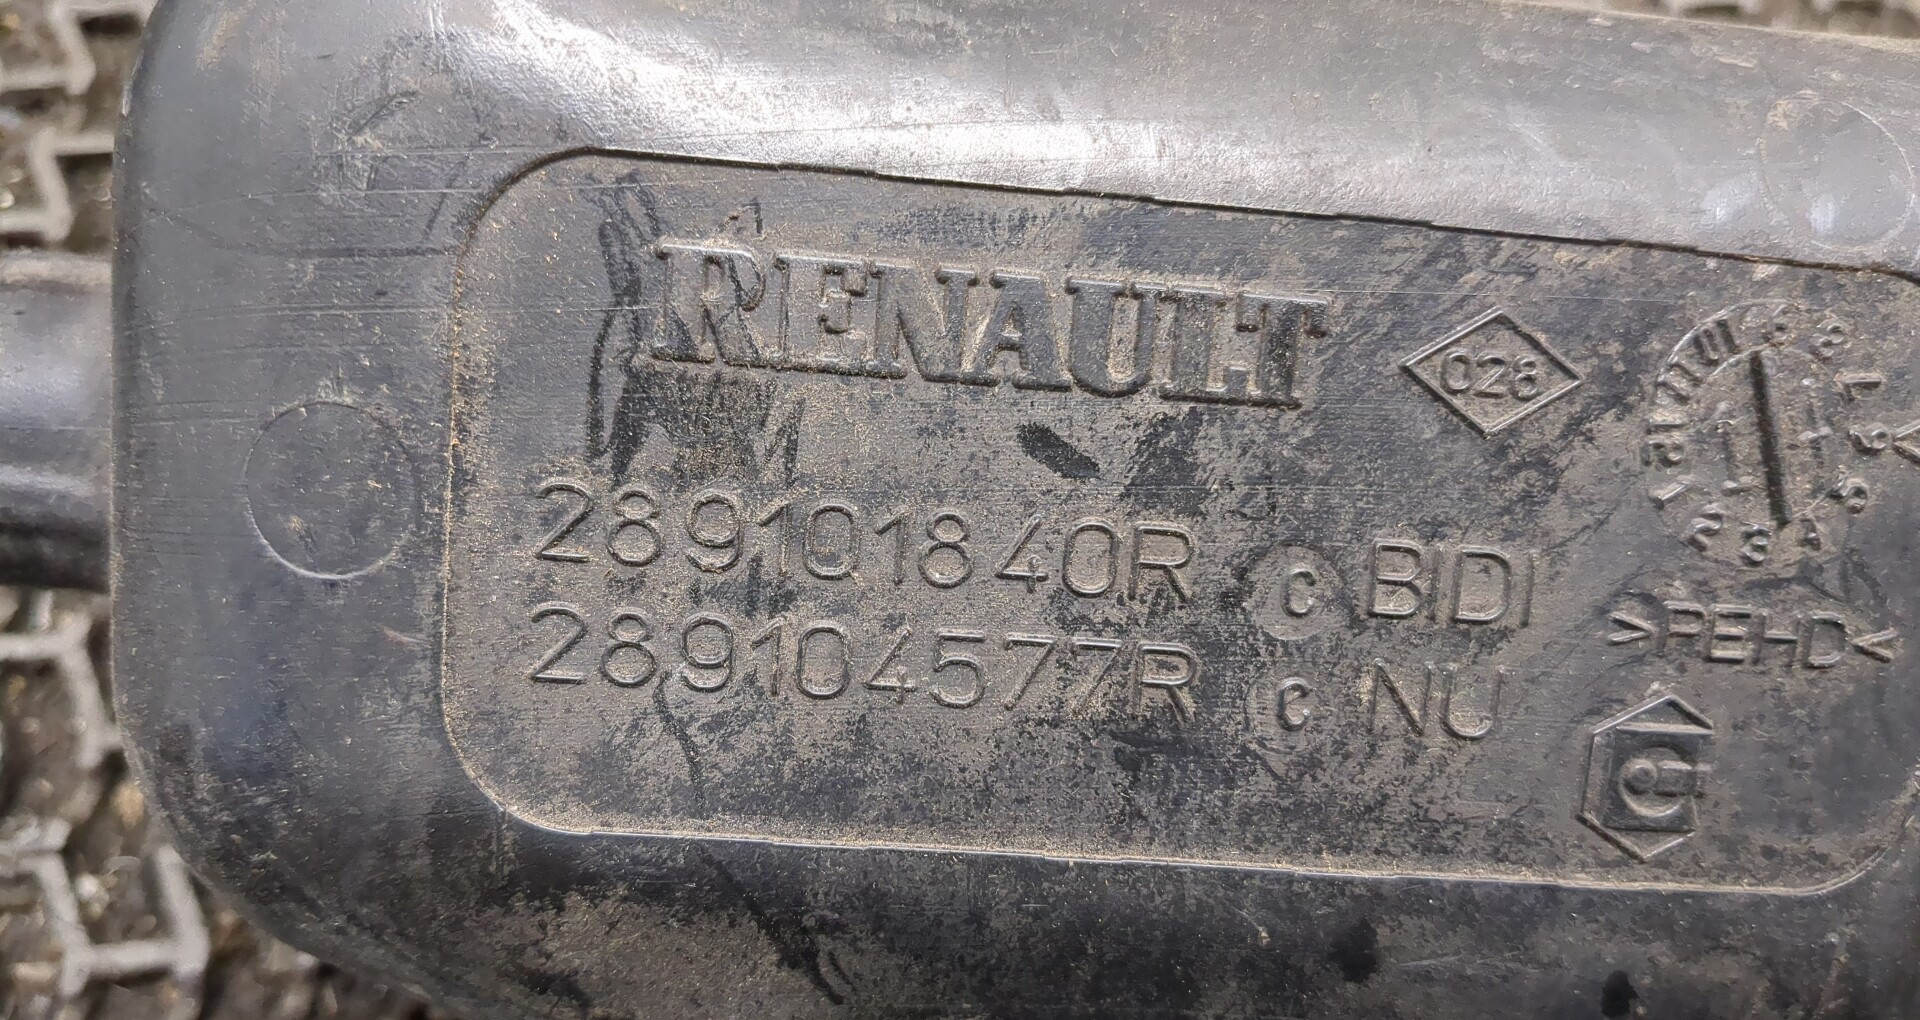 RENAULT
028
289101840R C BIDI
289104577R C NU
>PEHD<